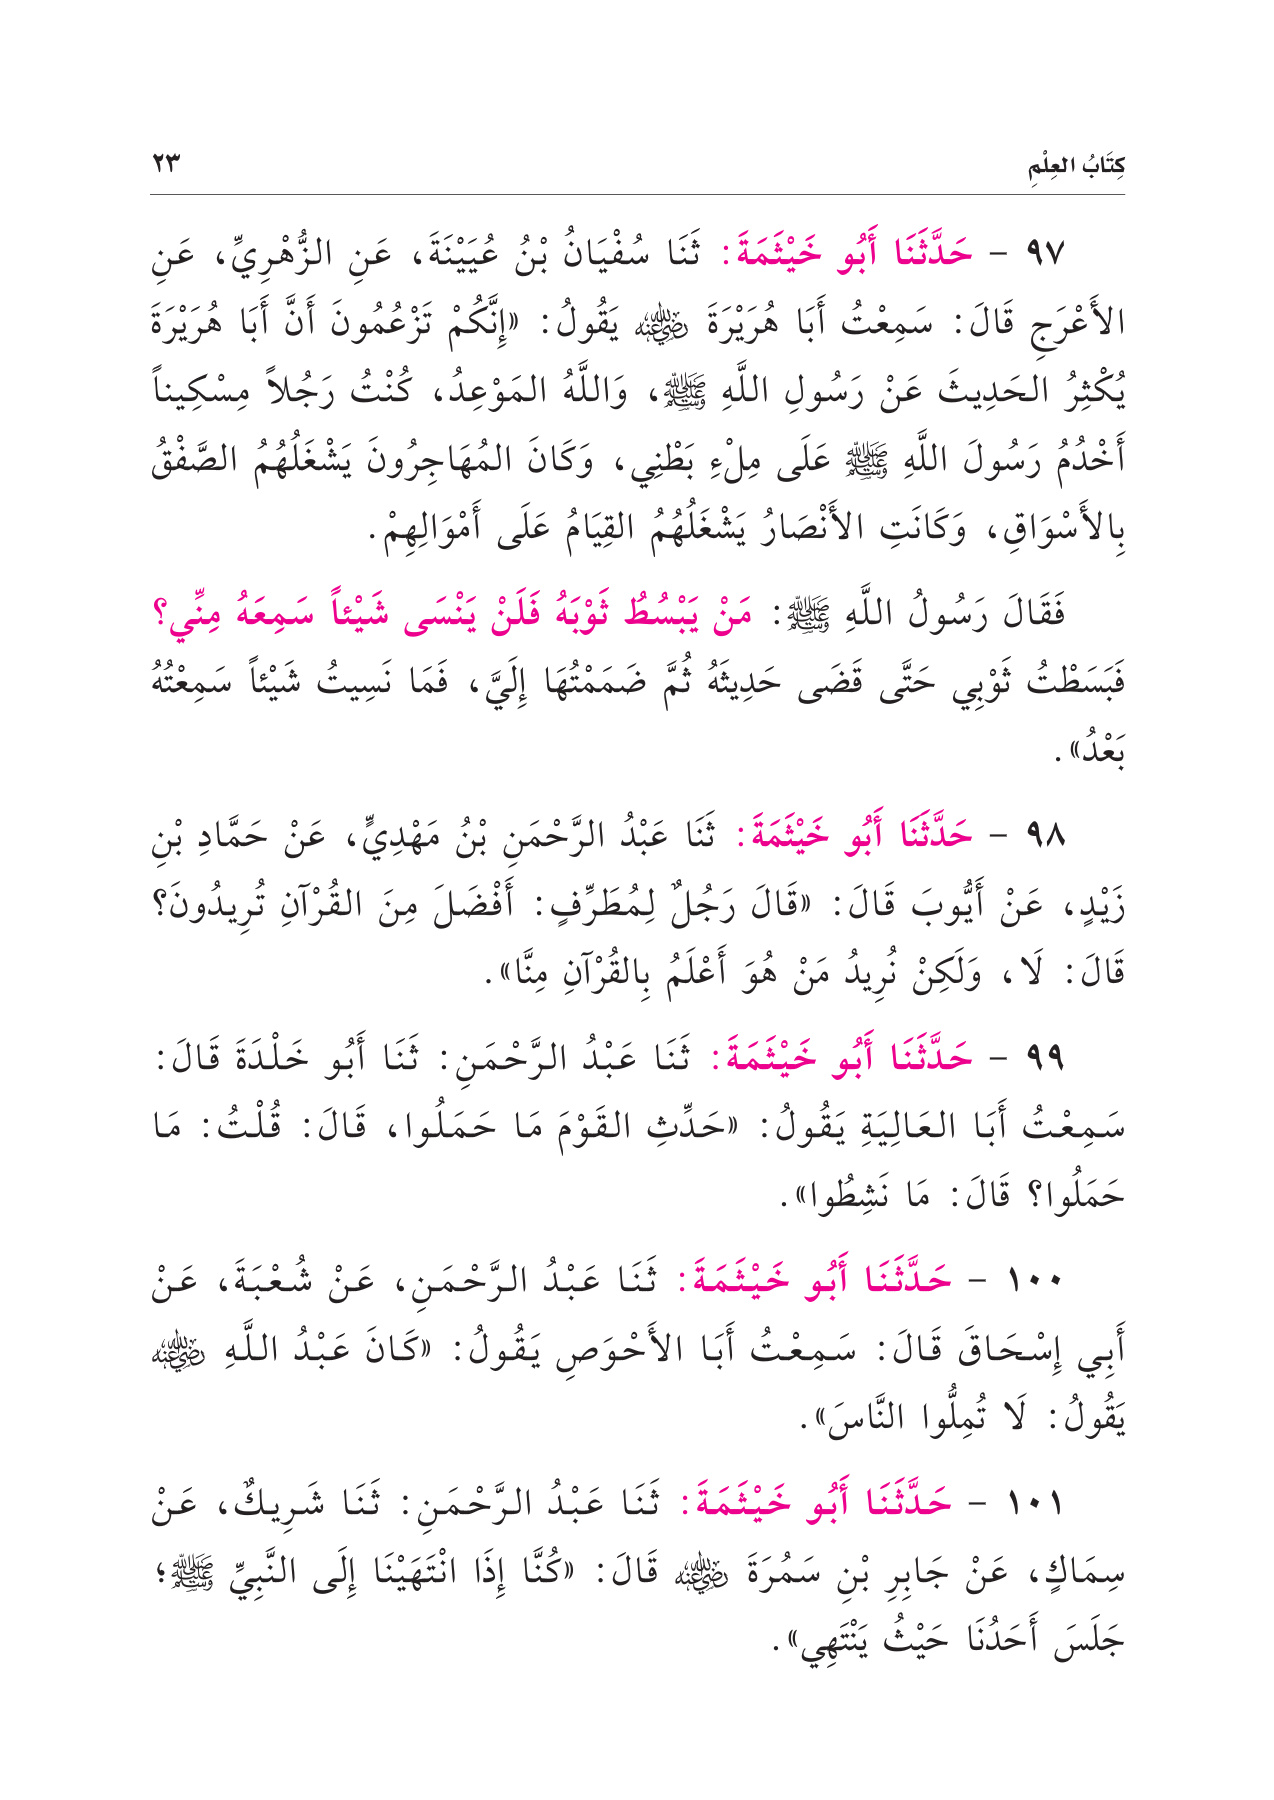 كِتَابُ العِلْمِ ٢٣
٩٧ - حَدَّثَنَا أَبُو خَيْثَمَةَ: ثَنَا سُفْيَانُ بْنُ عُيَيْنَةَ، عَنِ الزُّهْرِيِّ، عَنِ
الأَعْرَجِ قَالَ: سَمِعْتُ أَبَا هُرَيْرَةَ رضي الله عنه يَقُولُ: «إِنَّكُمْ تَزْعُمُونَ أَنَّ أَبَا هُرَيْرَةَ
يُكْثِرُ الحَدِيثَ عَنْ رَسُولِ اللَّهِ ﷺ، وَاللَّهُ المَوْعِدُ، كُنْتُ رَجُلاً مِسْكِيناً
أَخْدُمُ رَسُولَ اللَّهِ ﷺ عَلَى مِلْءِ بَطْنِي، وَكَانَ المُهَاجِرُونَ يَشْغَلُهُمُ الصَّفْقُ
بِالأَسْوَاقِ، وَكَانَتِ الأَنْصَارُ يَشْغَلُهُمُ القِيَامُ عَلَى أَمْوَالِهِمْ.
فَقَالَ رَسُولُ اللَّهِ ﷺ: مَنْ يَبْسُطُ ثَوْبَهُ فَلَنْ يَنْسَى شَيْئاً سَمِعَهُ مِنِّي؟
فَبَسَطْتُ ثَوْبِي حَتَّى قَضَى حَدِيثَهُ ثُمَّ ضَمَمْتُهَا إِلَيَّ، فَمَا نَسِيتُ شَيْئاً سَمِعْتُهُ
بَعْدُ».
٩٨ - حَدَّثَنَا أَبُو خَيْثَمَةَ: ثَنَا عَبْدُ الرَّحْمَنِ بْنُ مَهْدِيٍّ، عَنْ حَمَّادِ بْنِ
زَيْدٍ، عَنْ أَيُّوبَ قَالَ: «قَالَ رَجُلٌ لِمُطَرِّفٍ: أَفْضَلَ مِنَ القُرْآنِ تُرِيدُونَ؟
قَالَ: لَا، وَلَكِنْ نُرِيدُ مَنْ هُوَ أَعْلَمُ بِالقُرْآنِ مِنَّا».
٩٩ - حَدَّثَنَا أَبُو خَيْثَمَةَ: ثَنَا عَبْدُ الرَّحْمَنِ: ثَنَا أَبُو خَلْدَةَ قَالَ:
سَمِعْتُ أَبَا العَالِيَةِ يَقُولُ: «حَدِّثِ القَوْمَ مَا حَمَلُوا، قَالَ: قُلْتُ: مَا
حَمَلُوا؟ قَالَ: مَا نَشِطُوا».
١٠٠ - حَدَّثَنَا أَبُو خَيْثَمَةَ: ثَنَا عَبْدُ الرَّحْمَنِ، عَنْ شُعْبَةَ، عَنْ
أَبِي إِسْحَاقَ قَالَ: سَمِعْتُ أَبَا الأَحْوَصِ يَقُولُ: «كَانَ عَبْدُ اللَّهِ رضي الله عنه
يَقُولُ: لَا تُمِلُّوا النَّاسَ».
١٠١ - حَدَّثَنَا أَبُو خَيْثَمَةَ: ثَنَا عَبْدُ الرَّحْمَنِ: ثَنَا شَرِيكٌ، عَنْ
سِمَاكٍ، عَنْ جَابِرِ بْنِ سَمُرَةَ رضي الله عنه قَالَ: «كُنَّا إِذَا انْتَهَيْنَا إِلَى النَّبِيِّ ﷺ؛
جَلَسَ أَحَدُنَا حَيْثُ يَنْتَهِي».